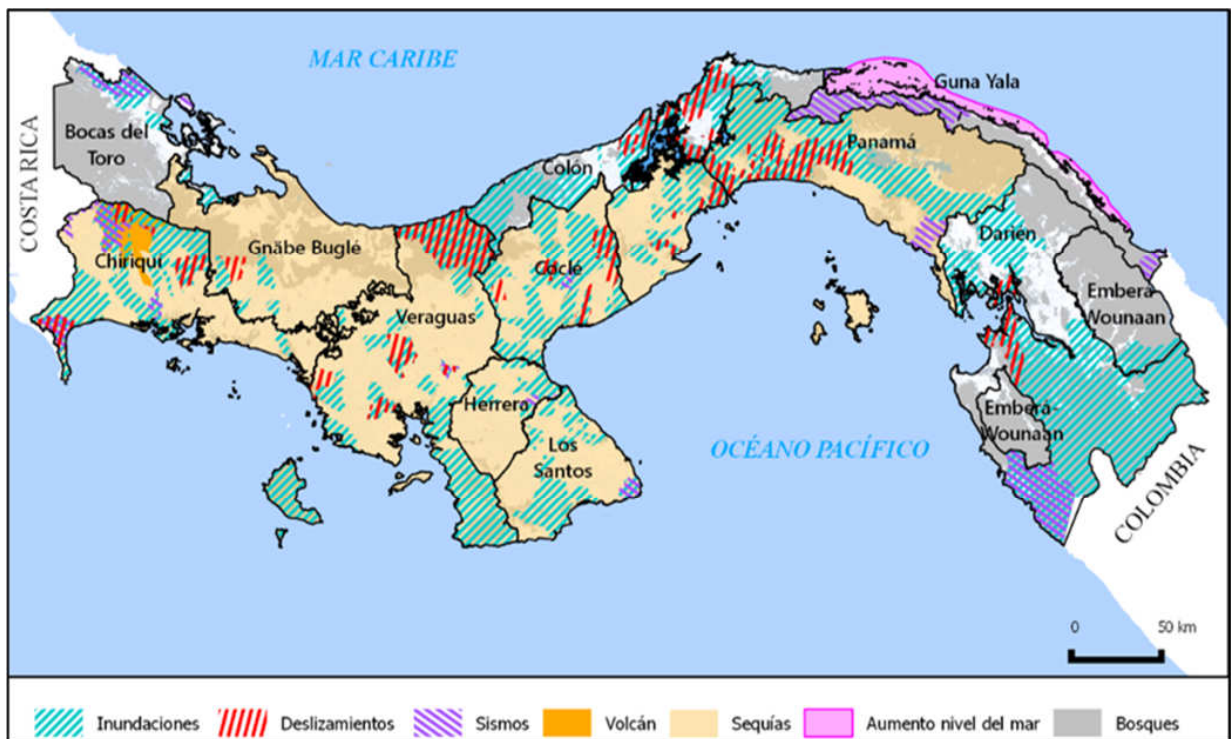 MAR CARIBE
Guna Yala
COSTA RICA
Bocas del
Toro
Colón
Panamá
Gnäbe Buglé
Chiriquí
Coclé
Darién
Emberá
Wounaan
Veraguas
Herrera
Los
Santos
OCÉANO PACÍFICO
Emberá-
Wounaan
COLOMBIA
0 50 km
Inundaciones Deslizamientos Sismos Volcán Sequías Aumento nivel del mar Bosques